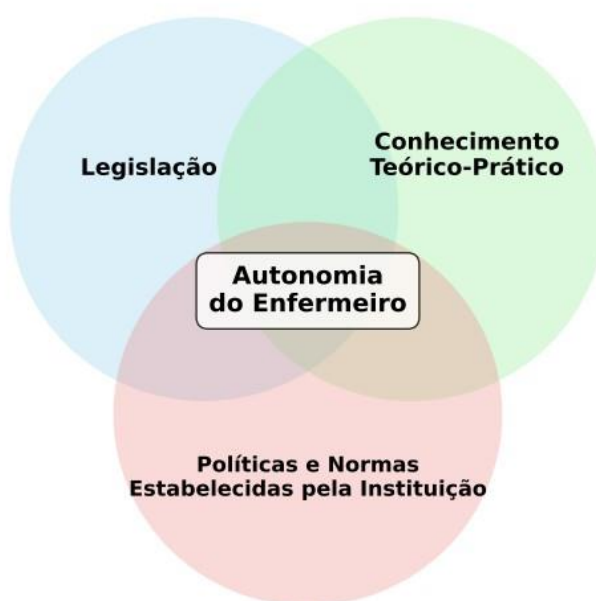 Legislação
Conhecimento
Teórico-Prático
Autonomia
do Enfermeiro
Políticas e Normas
Estabelecidas pela Instituição